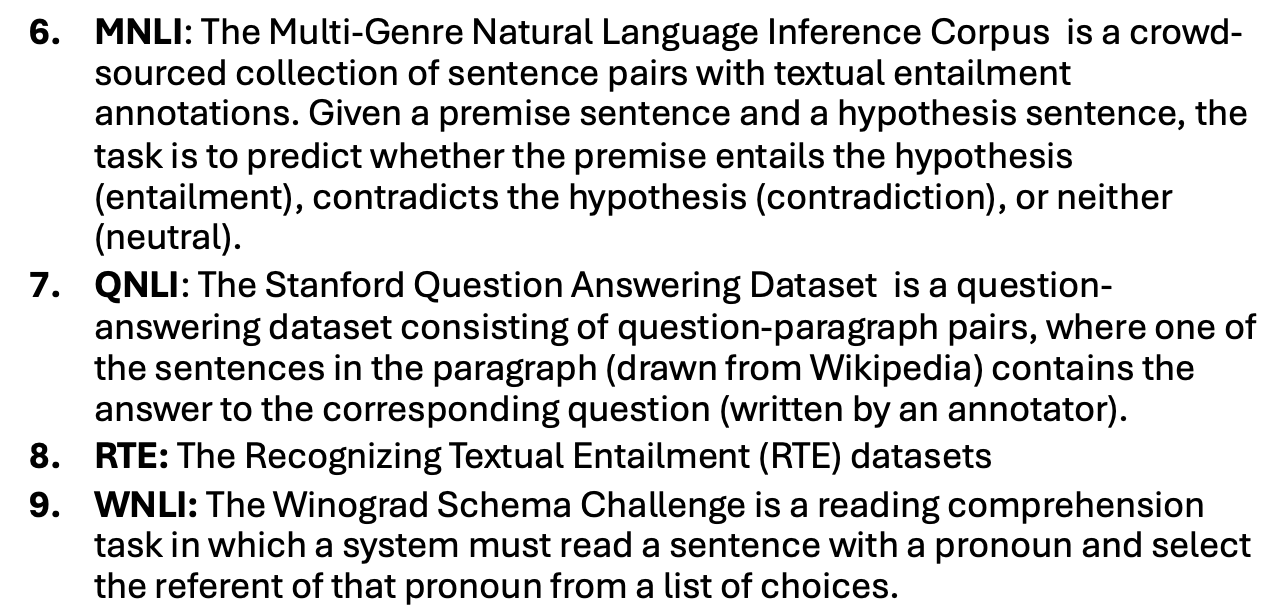 6. MNLI: The Multi-Genre Natural Language Inference Corpus  is a crowd-
sourced collection of sentence pairs with textual entailment
annotations. Given a premise sentence and a hypothesis sentence, the
task is to predict whether the premise entails the hypothesis
(entailment), contradicts the hypothesis (contradiction), or neither
(neutral).
7. QNLI: The Stanford Question Answering Dataset  is a question-
answering dataset consisting of question-paragraph pairs, where one of
the sentences in the paragraph (drawn from Wikipedia) contains the
answer to the corresponding question (written by an annotator).
8. RTE: The Recognizing Textual Entailment (RTE) datasets
9. WNLI: The Winograd Schema Challenge is a reading comprehension
task in which a system must read a sentence with a pronoun and select
the referent of that pronoun from a list of choices.